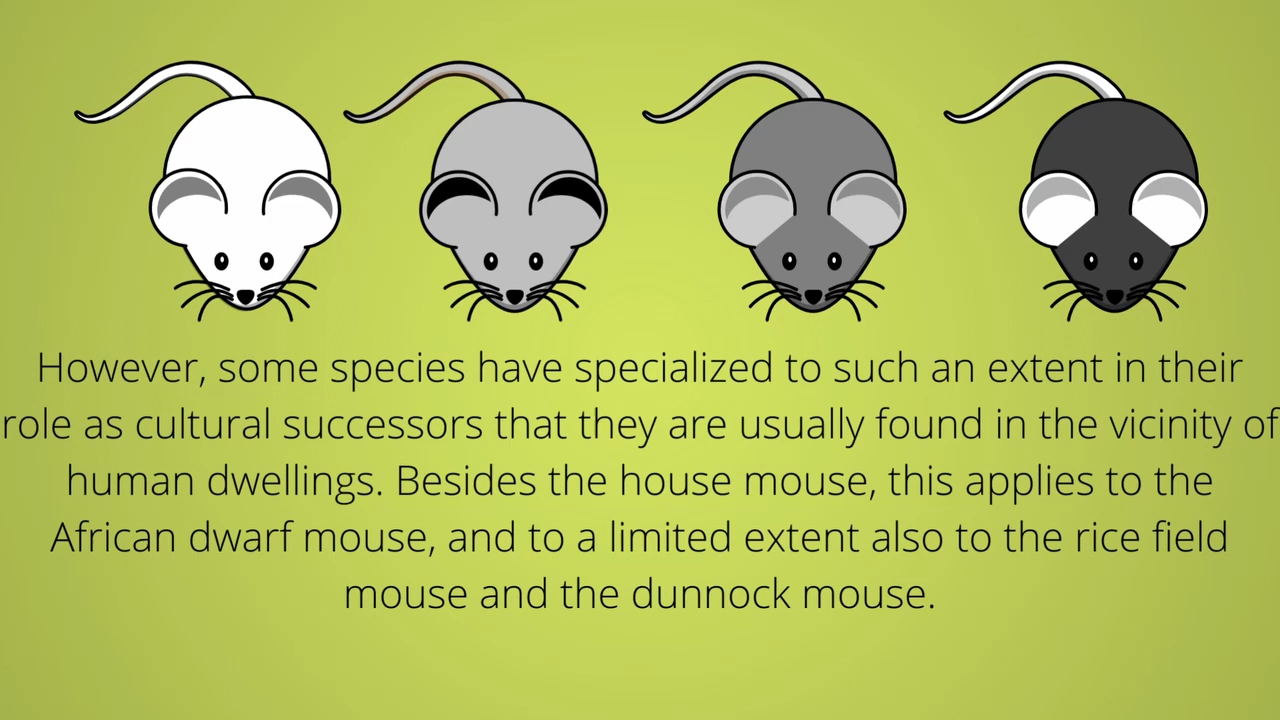 However, some species have specialized to such an extent in their
role as cultural successors that they are usually found in the vicinity of
human dwellings. Besides the house mouse, this applies to the
African dwarf mouse, and to a limited extent also to the rice field
mouse and the dunnock mouse.